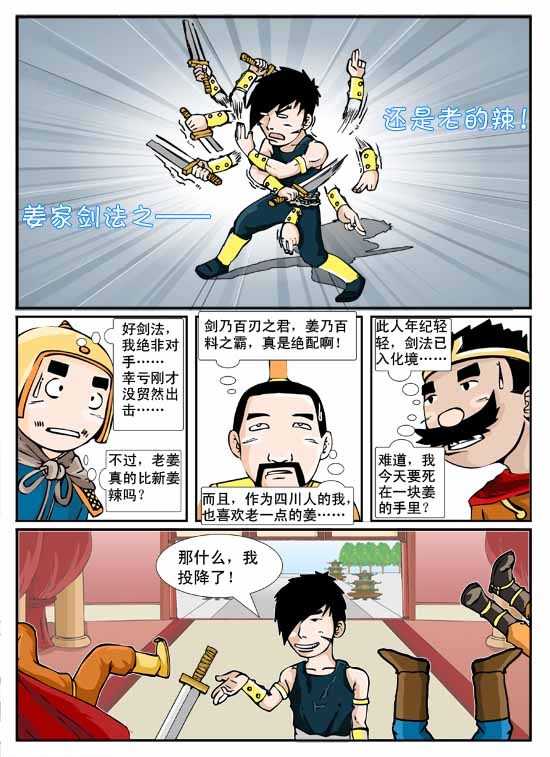 还是老的辣！
姜家剑法之——
好剑法，
我绝非对
手……
幸亏刚才
没贸然出
击……
不过，老姜
真的比新姜
辣吗？
剑乃百刃之君，姜乃百
料之霸，真是绝配啊！
而且，作为四川人的我，
也喜欢老一点的姜……
此人年纪轻
轻，剑法已
入化境……
难道，我
今天要死
在一块姜
的手里？
那什么，我
投降了！